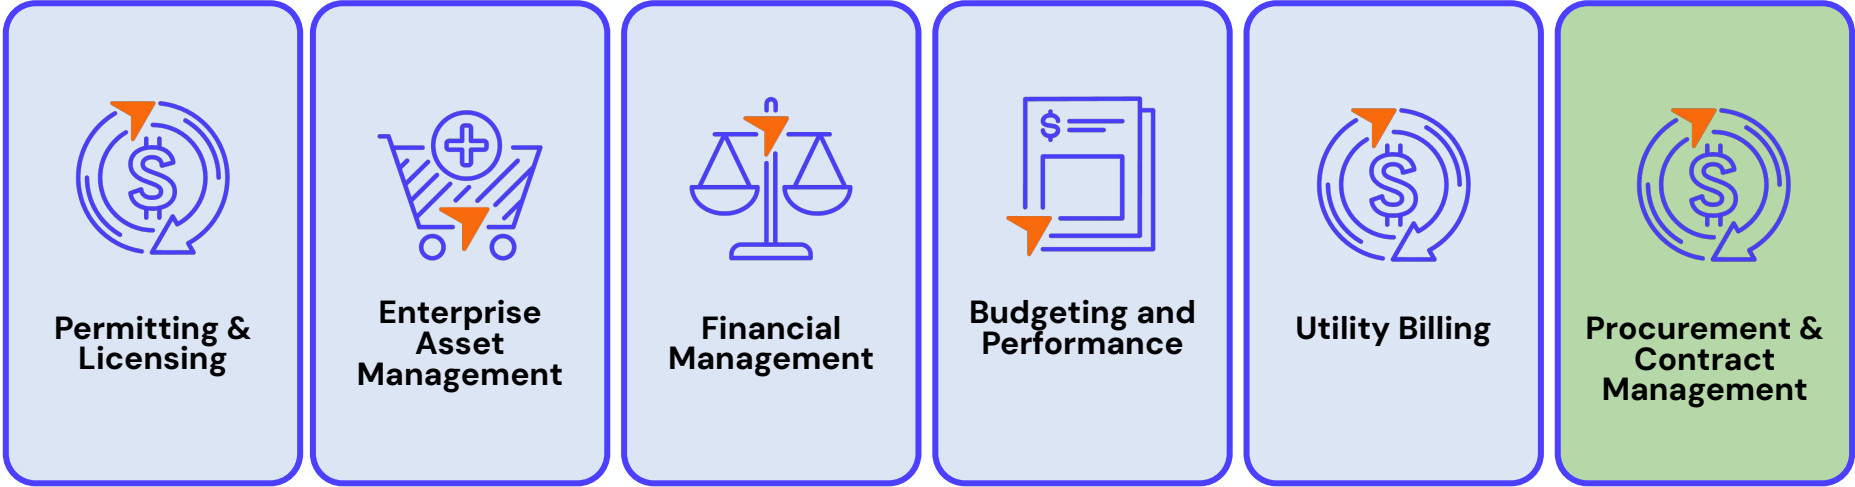 Permitting &
Licensing
Enterprise
Asset
Management
Financial
Management
$
Budgeting and
Performance
Utility Billing
Procurement &
Contract
Management